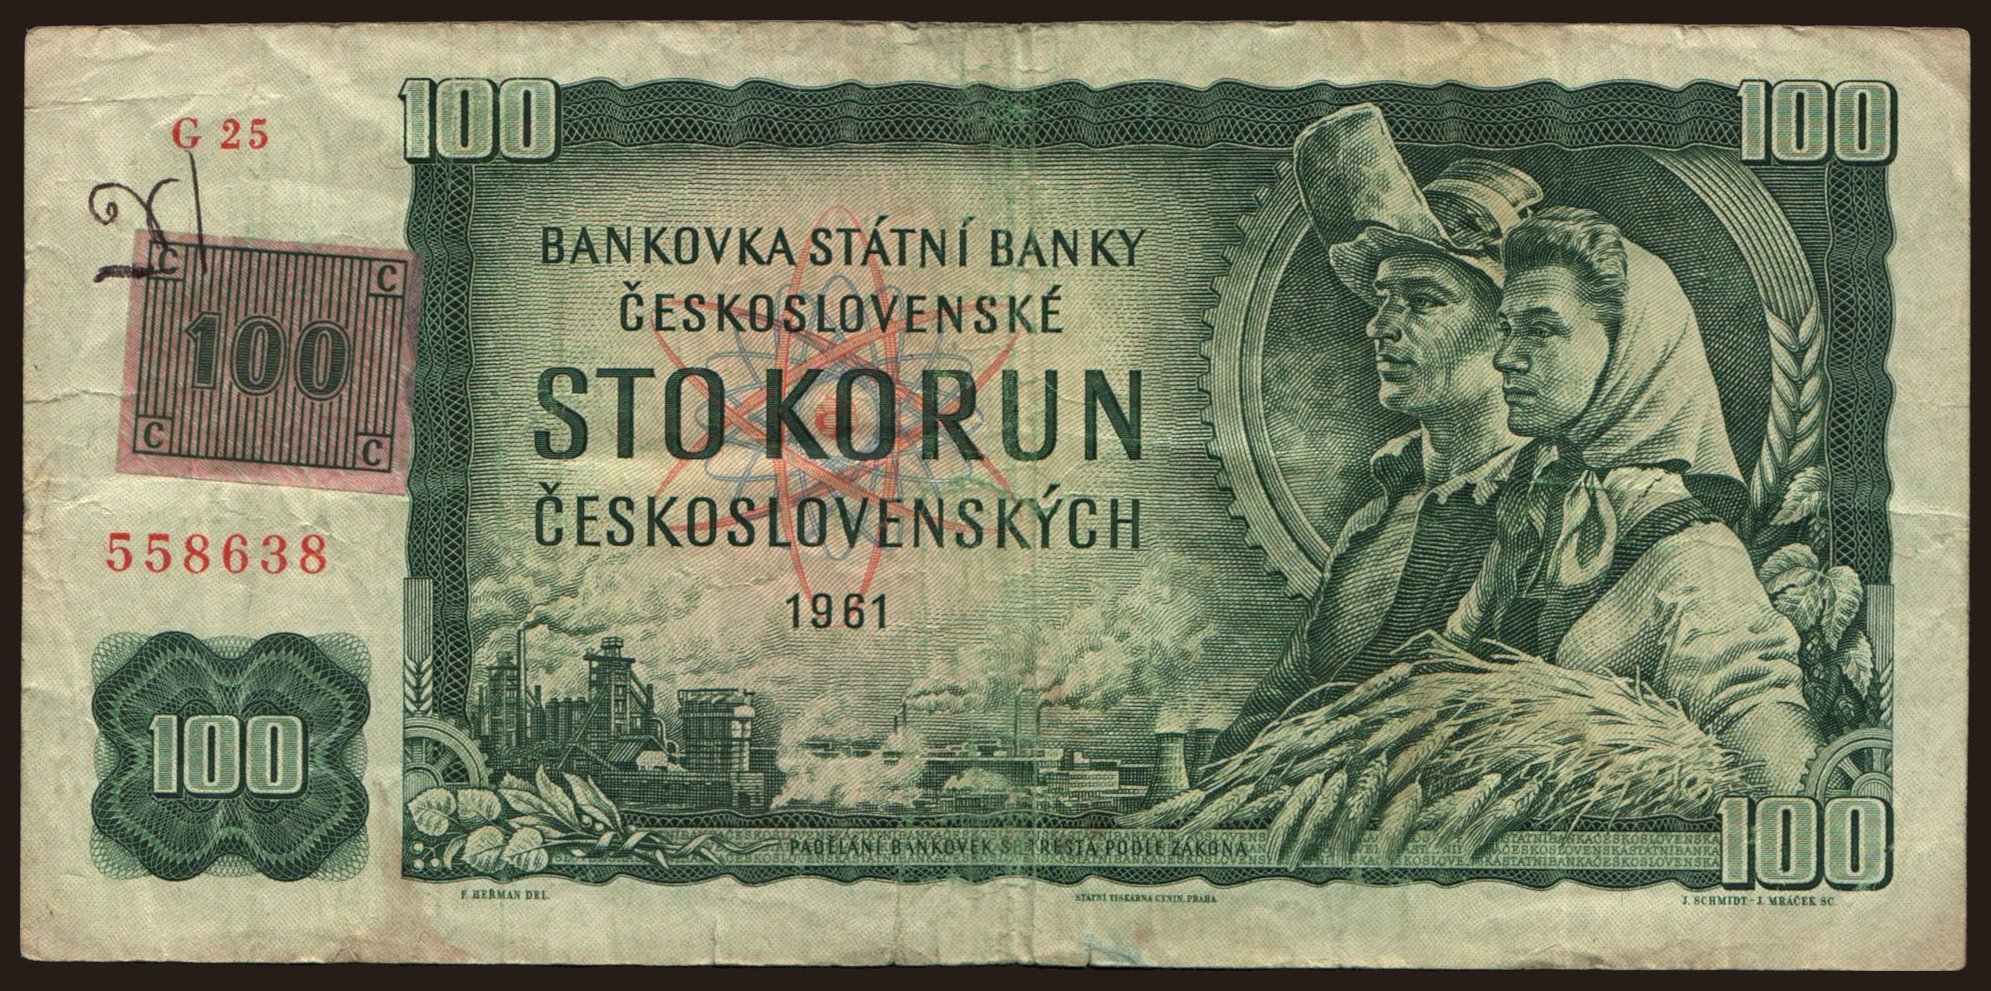 100
100
G 25
C
C
100
C
C
558638
100
BANKOVKA STÁTNÍ BANKY
ČESKOSLOVENSKÉ
STO KORUN
ČESKOSLOVENSKÝCH
1961
PADĚLÁNÍ BANKOVEK SE TRESTÁ PODLE ZÁKONA
100
F. HEŘMAN DEL.
STÁTNÍ TISKÁRNA CENIN, PRAHA
J. SCHMIDT - J. MRÁČEK SC.